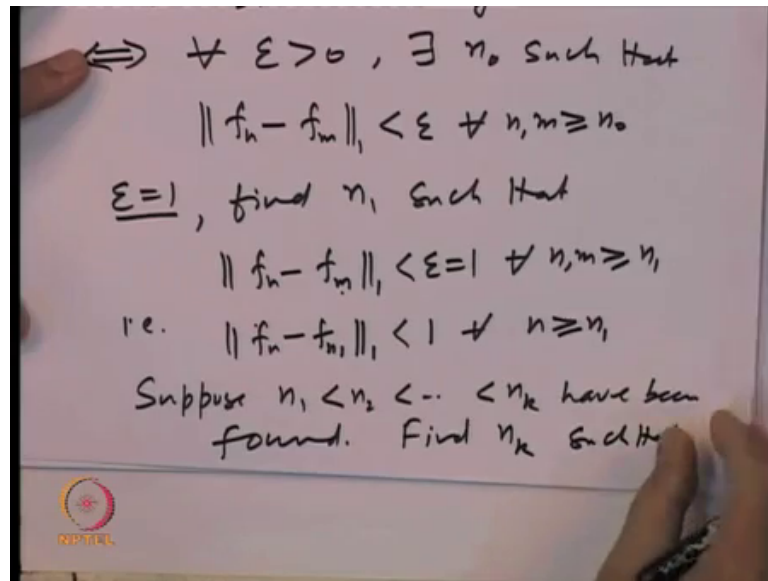 ⟺ ∀ ε>0, ∃ n₀ such that
‖fₙ − fₘ‖₁ < ε ∀ n,m ≥ n₀
ε=1, find n₁ such that
‖fₙ − fₘ‖₁ < ε=1 ∀ n,m ≥ n₁
i.e. ‖fₙ − fₙ₁‖₁ < 1 ∀ n ≥ n₁
Suppose n₁ < n₂ < ... < nₖ have been
found. Find nₖ such
NPTEL